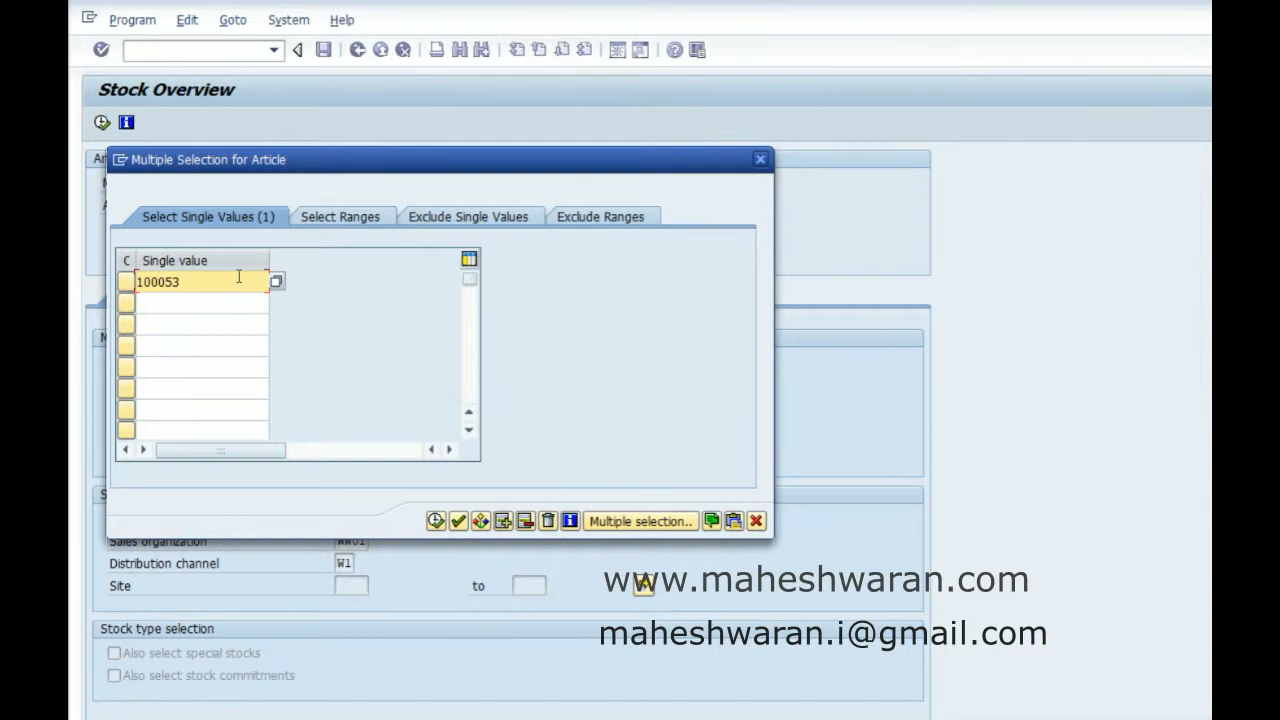 Program Edit Goto System Help
Stock Overview
Multiple Selection for Article
Select Single Values (1) Select Ranges Exclude Single Values Exclude Ranges
C Single value
100053
Multiple selection..
Sales organization
Distribution channel W1
Site to
www.maheshwaran.com
Stock type selection
maheshwaran.i@gmail.com
Also select special stocks
Also select stock commitments